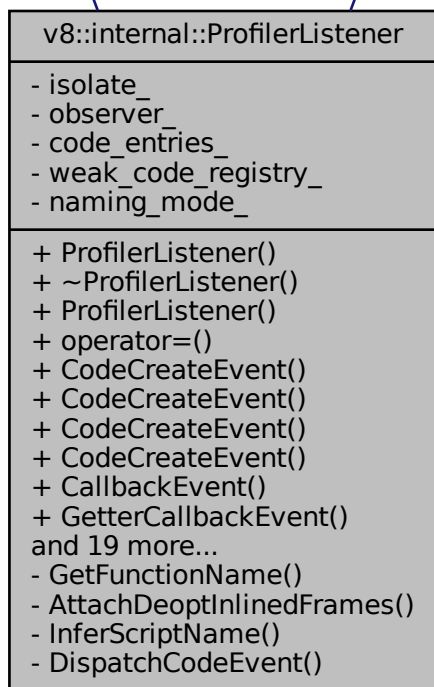 v8::internal::ProfilerListener
- isolate_
- observer_
- code_entries_
- weak_code_registry_
- naming_mode_
+ ProfilerListener()
+ ~ProfilerListener()
+ ProfilerListener()
+ operator=()
+ CodeCreateEvent()
+ CodeCreateEvent()
+ CodeCreateEvent()
+ CodeCreateEvent()
+ CallbackEvent()
+ GetterCallbackEvent()
and 19 more...
- GetFunctionName()
- AttachDeoptInlinedFrames()
- InferScriptName()
- DispatchCodeEvent()